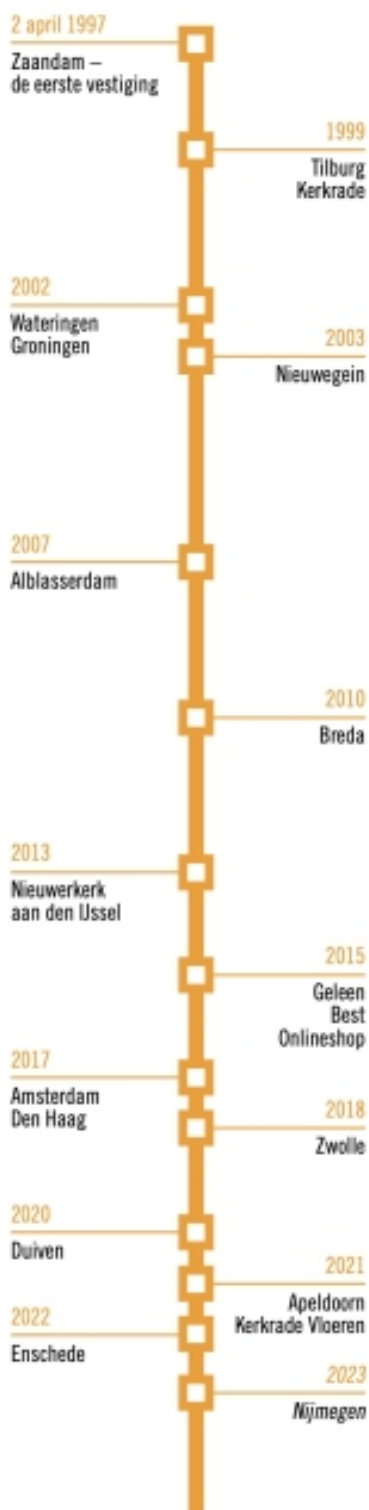 2 april 1997
Zaandam –
de eerste vestiging
1999
Tilburg
Kerkrade
2002
Wateringen
Groningen
2003
Nieuwegein
2007
Alblasserdam
2010
Breda
2013
Nieuwerkerk
aan den IJssel
2015
Geleen
Best
Onlineshop
2017
Amsterdam
Den Haag
2018
Zwolle
2020
Duiven
2021
Apeldoorn
Kerkrade Vloeren
2022
Enschede
2023
Nijmegen